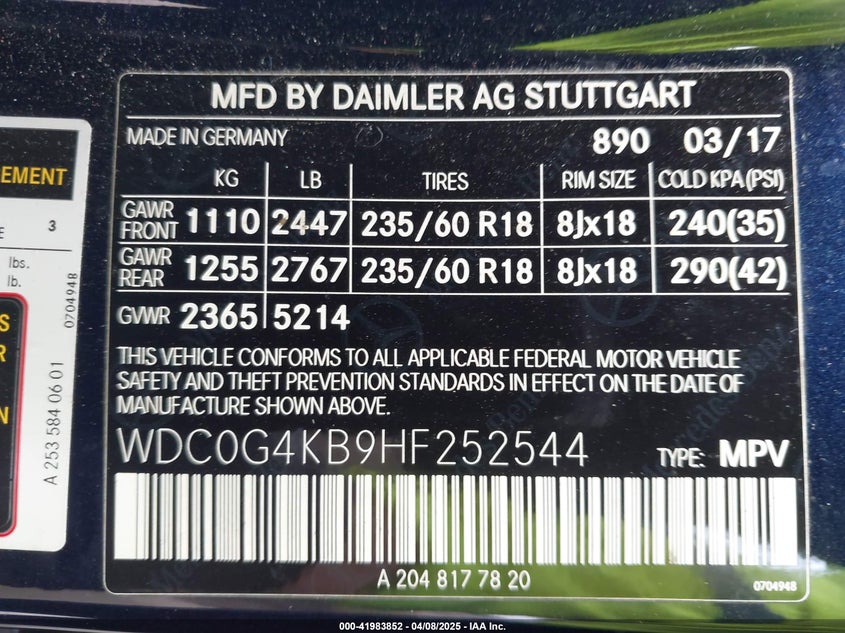 MFD BY DAIMLER AG STUTTGART
MADE IN GERMANY 890 03/17
KG LB TIRES RIM SIZE COLD KPA(PSI)
GAWR FRONT 1110 2447 235/60 R18 8Jx18 240(35)
GAWR REAR 1255 2767 235/60 R18 8Jx18 290(42)
GVWR 2365 5214
THIS VEHICLE CONFORMS TO ALL APPLICABLE FEDERAL MOTOR VEHICLE
SAFETY AND THEFT PREVENTION STANDARDS IN EFFECT ON THE DATE OF
MANUFACTURE SHOWN ABOVE.
WDC0G4KB9HF252544 TYPE: MPV
A 204 817 78 20
0704948
EMENT
3
lbs.
lb.
0704948
A 253 584 06 01
000-41983852 - 04/08/2025 - IAA Inc.